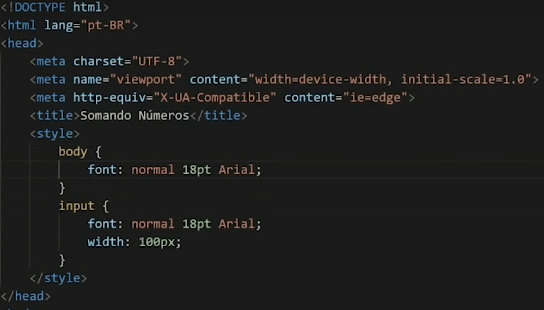 <!DOCTYPE html>
<html lang="pt-BR">
<head>
    <meta charset="UTF-8">
    <meta name="viewport" content="width=device-width, initial-scale=1.0">
    <meta http-equiv="X-UA-Compatible" content="ie=edge">
    <title>Somando Números</title>
    <style>
        body {
            font: normal 18pt Arial;
        }
        input {
            font: normal 18pt Arial;
            width: 100px;
        }
    </style>
</head>